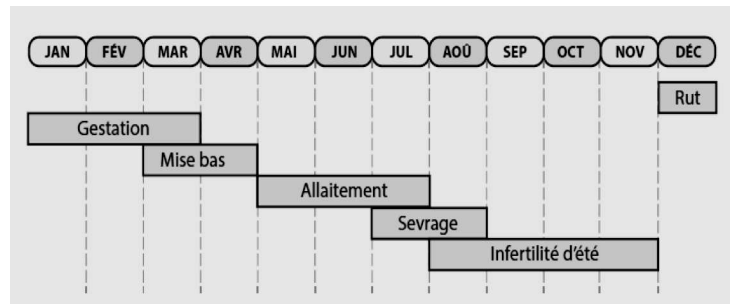 JAN FÉV MAR AVR MAI JUN JUL AOÛ SEP OCT NOV DÉC
Rut
Gestation
Mise bas
Allaitement
Sevrage
Infertilité d'été